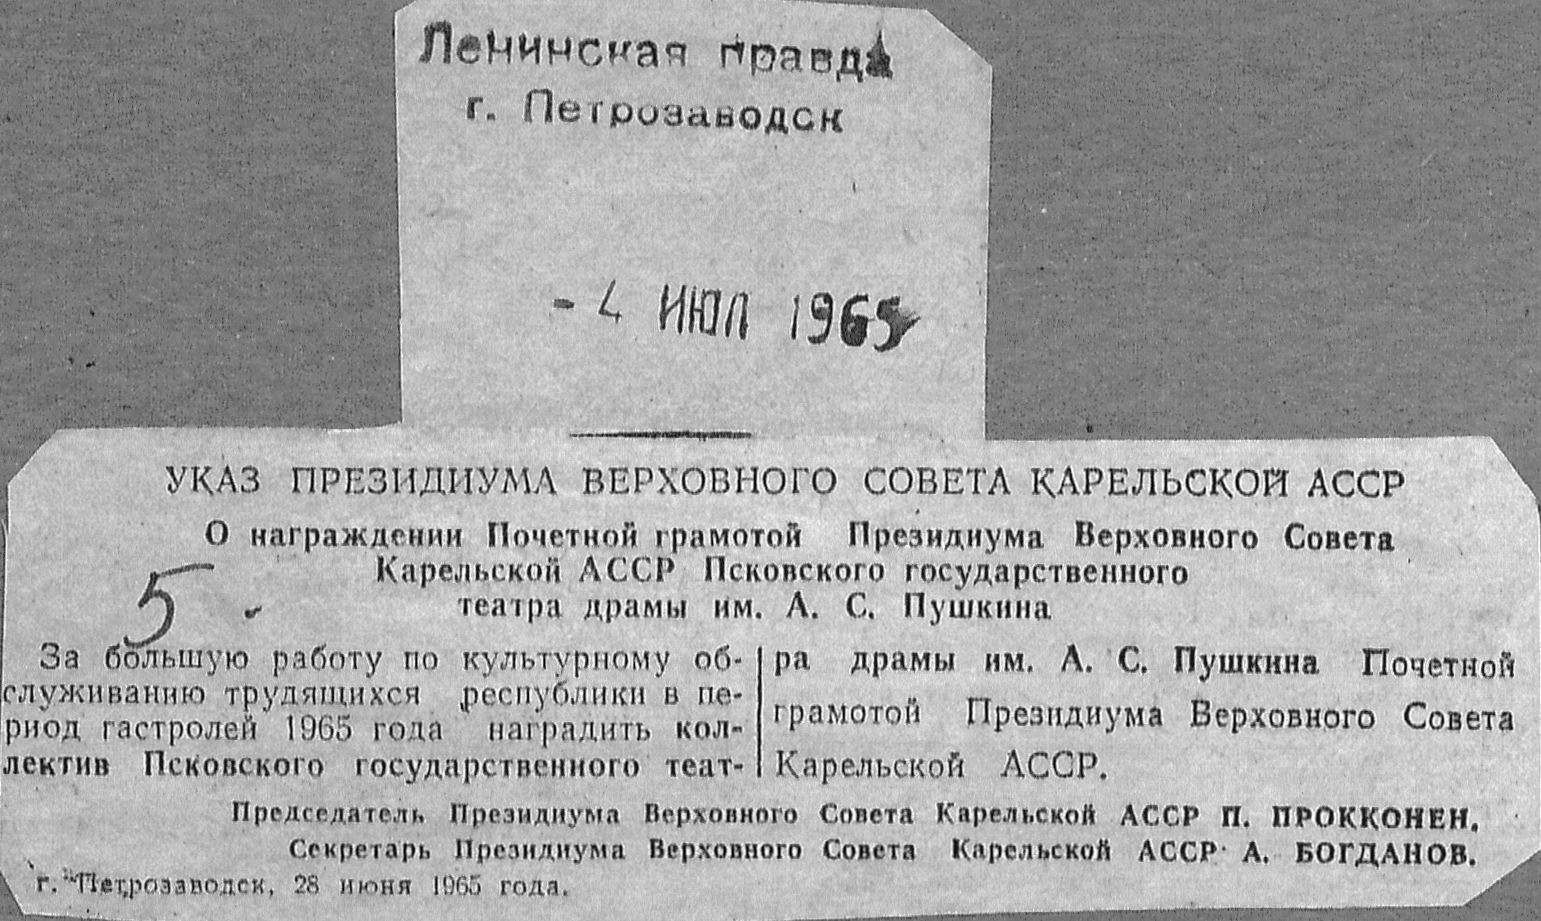 Ленинская правда
г. Петрозаводск
- 4 ИЮЛ 1965
УКАЗ ПРЕЗИДИУМА ВЕРХОВНОГО СОВЕТА КАРЕЛЬСКОЙ АССР
О награждении Почетной грамотой Президиума Верховного Совета
Карельской АССР Псковского государственного
театра драмы им. А. С. Пушкина
5 -
За большую работу по культурному об-
служиванию трудящихся республики в пе-
риод гастролей 1965 года наградить кол-
лектив Псковского государственного теат-
ра драмы им. А. С. Пушкина Почетной
грамотой Президиума Верховного Совета
Карельской АССР.
Председатель Президиума Верховного Совета Карельской АССР П. ПРОККОНЕН.
Секретарь Президиума Верховного Совета Карельской АССР А. БОГДАНОВ.
г. Петрозаводск, 28 июня 1965 года.